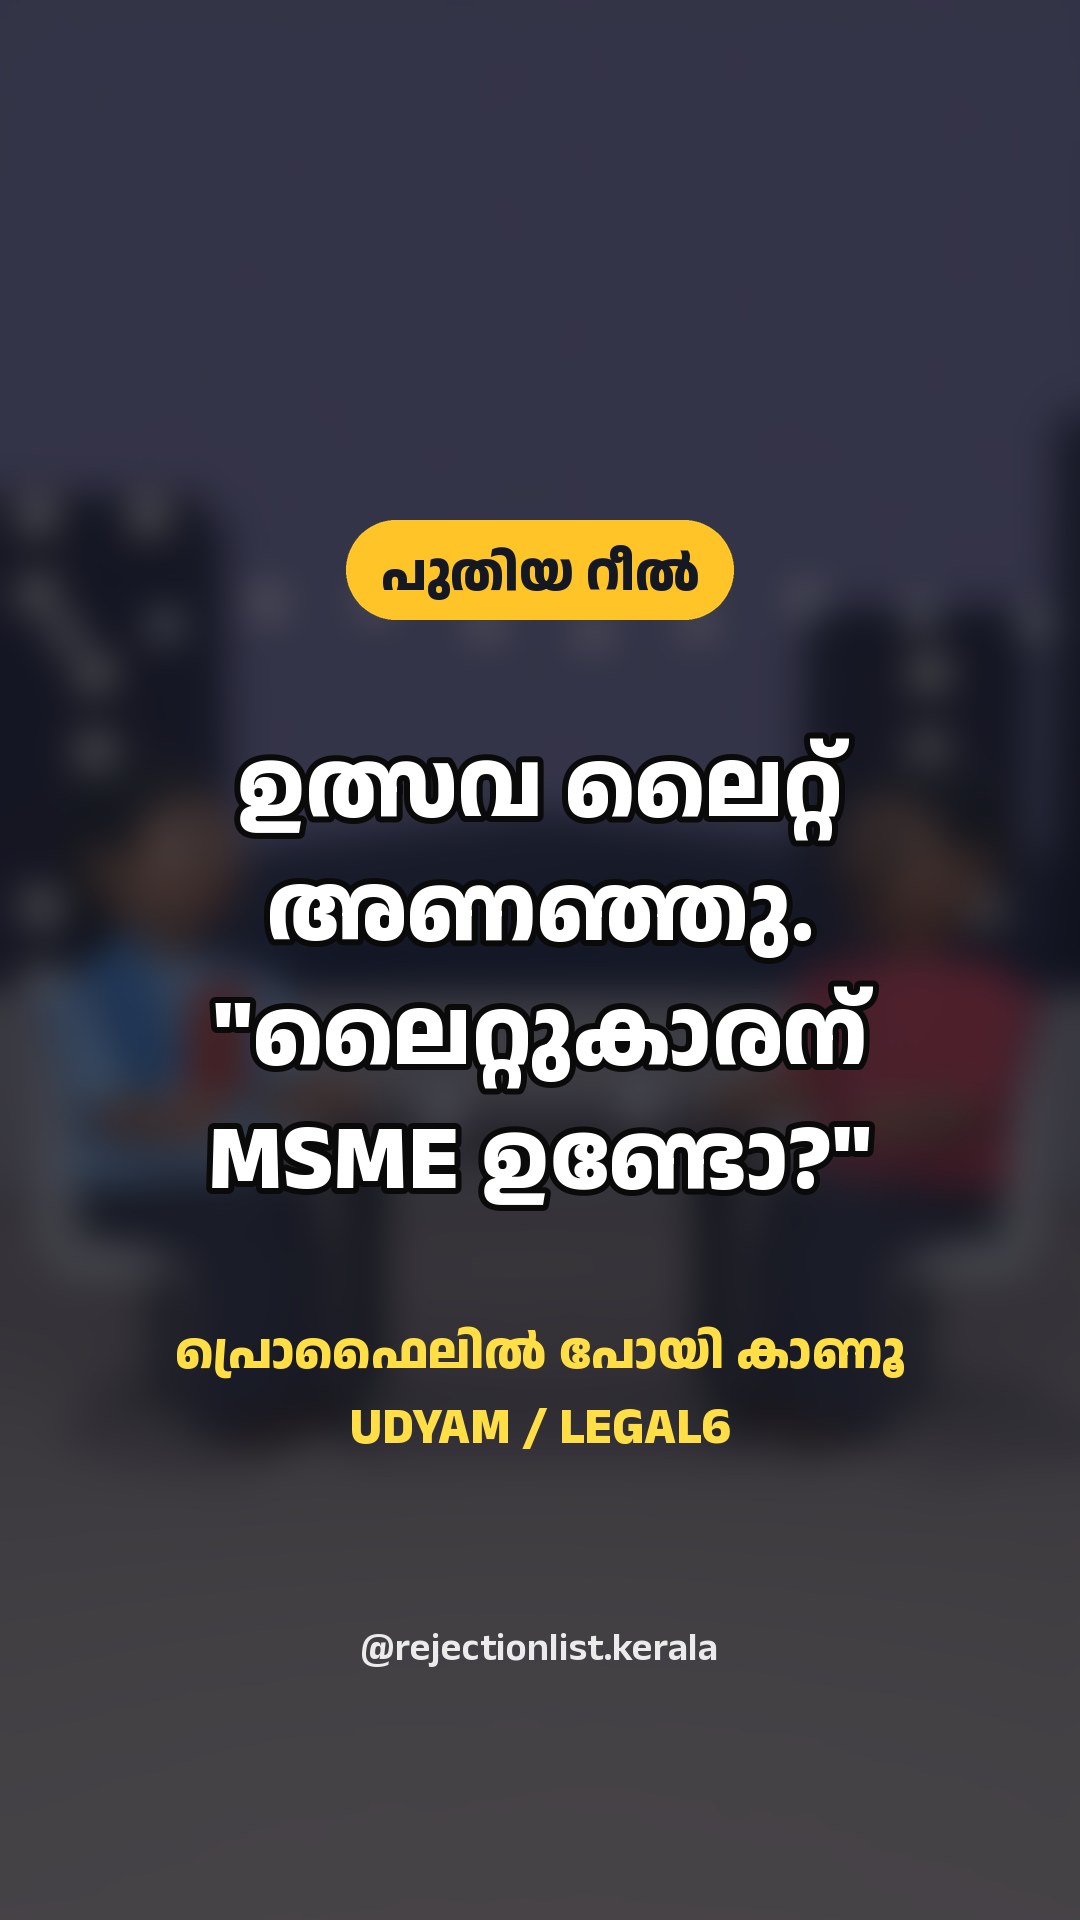 പുതിയ റീൽ
ഉത്സവ ലൈറ്റ്
അണഞ്ഞു.
"ലൈറ്റുകാരന്
MSME ഉണ്ടോ?"
പ്രൊഫൈലിൽ പോയി കാണൂ
UDYAM / LEGAL6
@rejectionlist.kerala